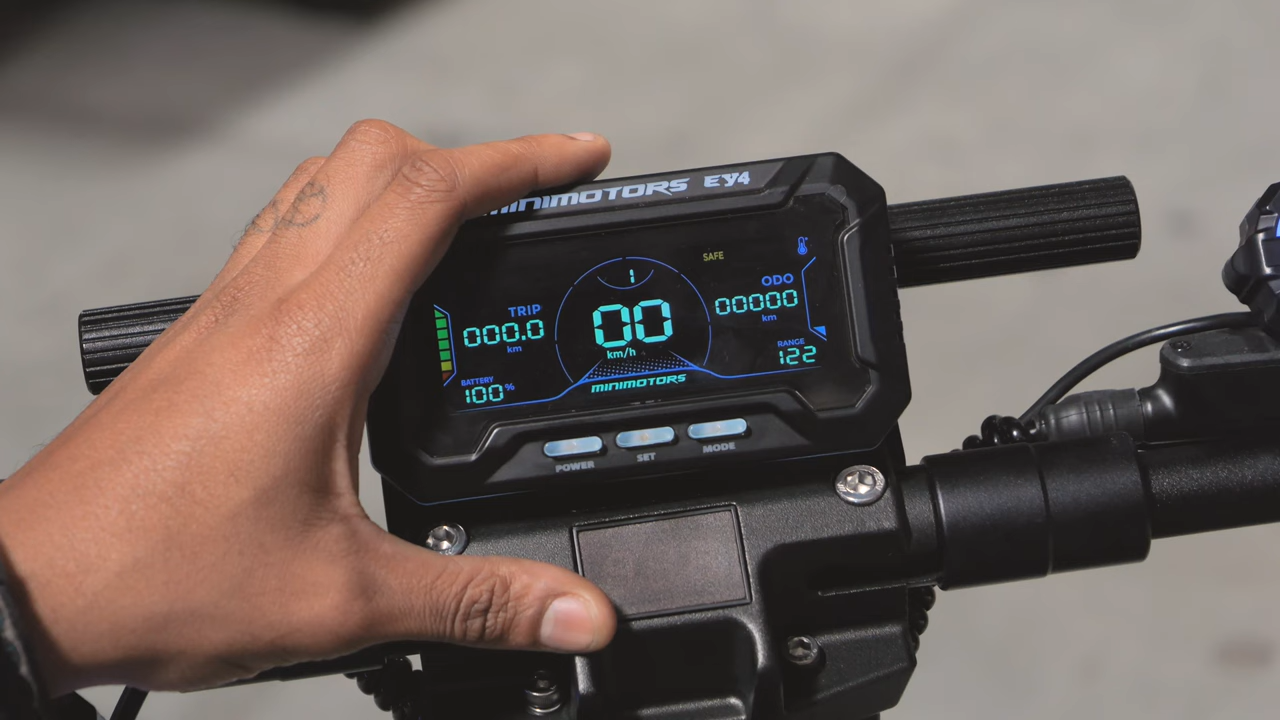 MINIMOTORS EY4
1
SAFE
TRIP
000.0
km
00
km/h
ODO
00000
km
BATTERY
100%
RANGE
122
MINIMOTORS
POWER
SET
MODE